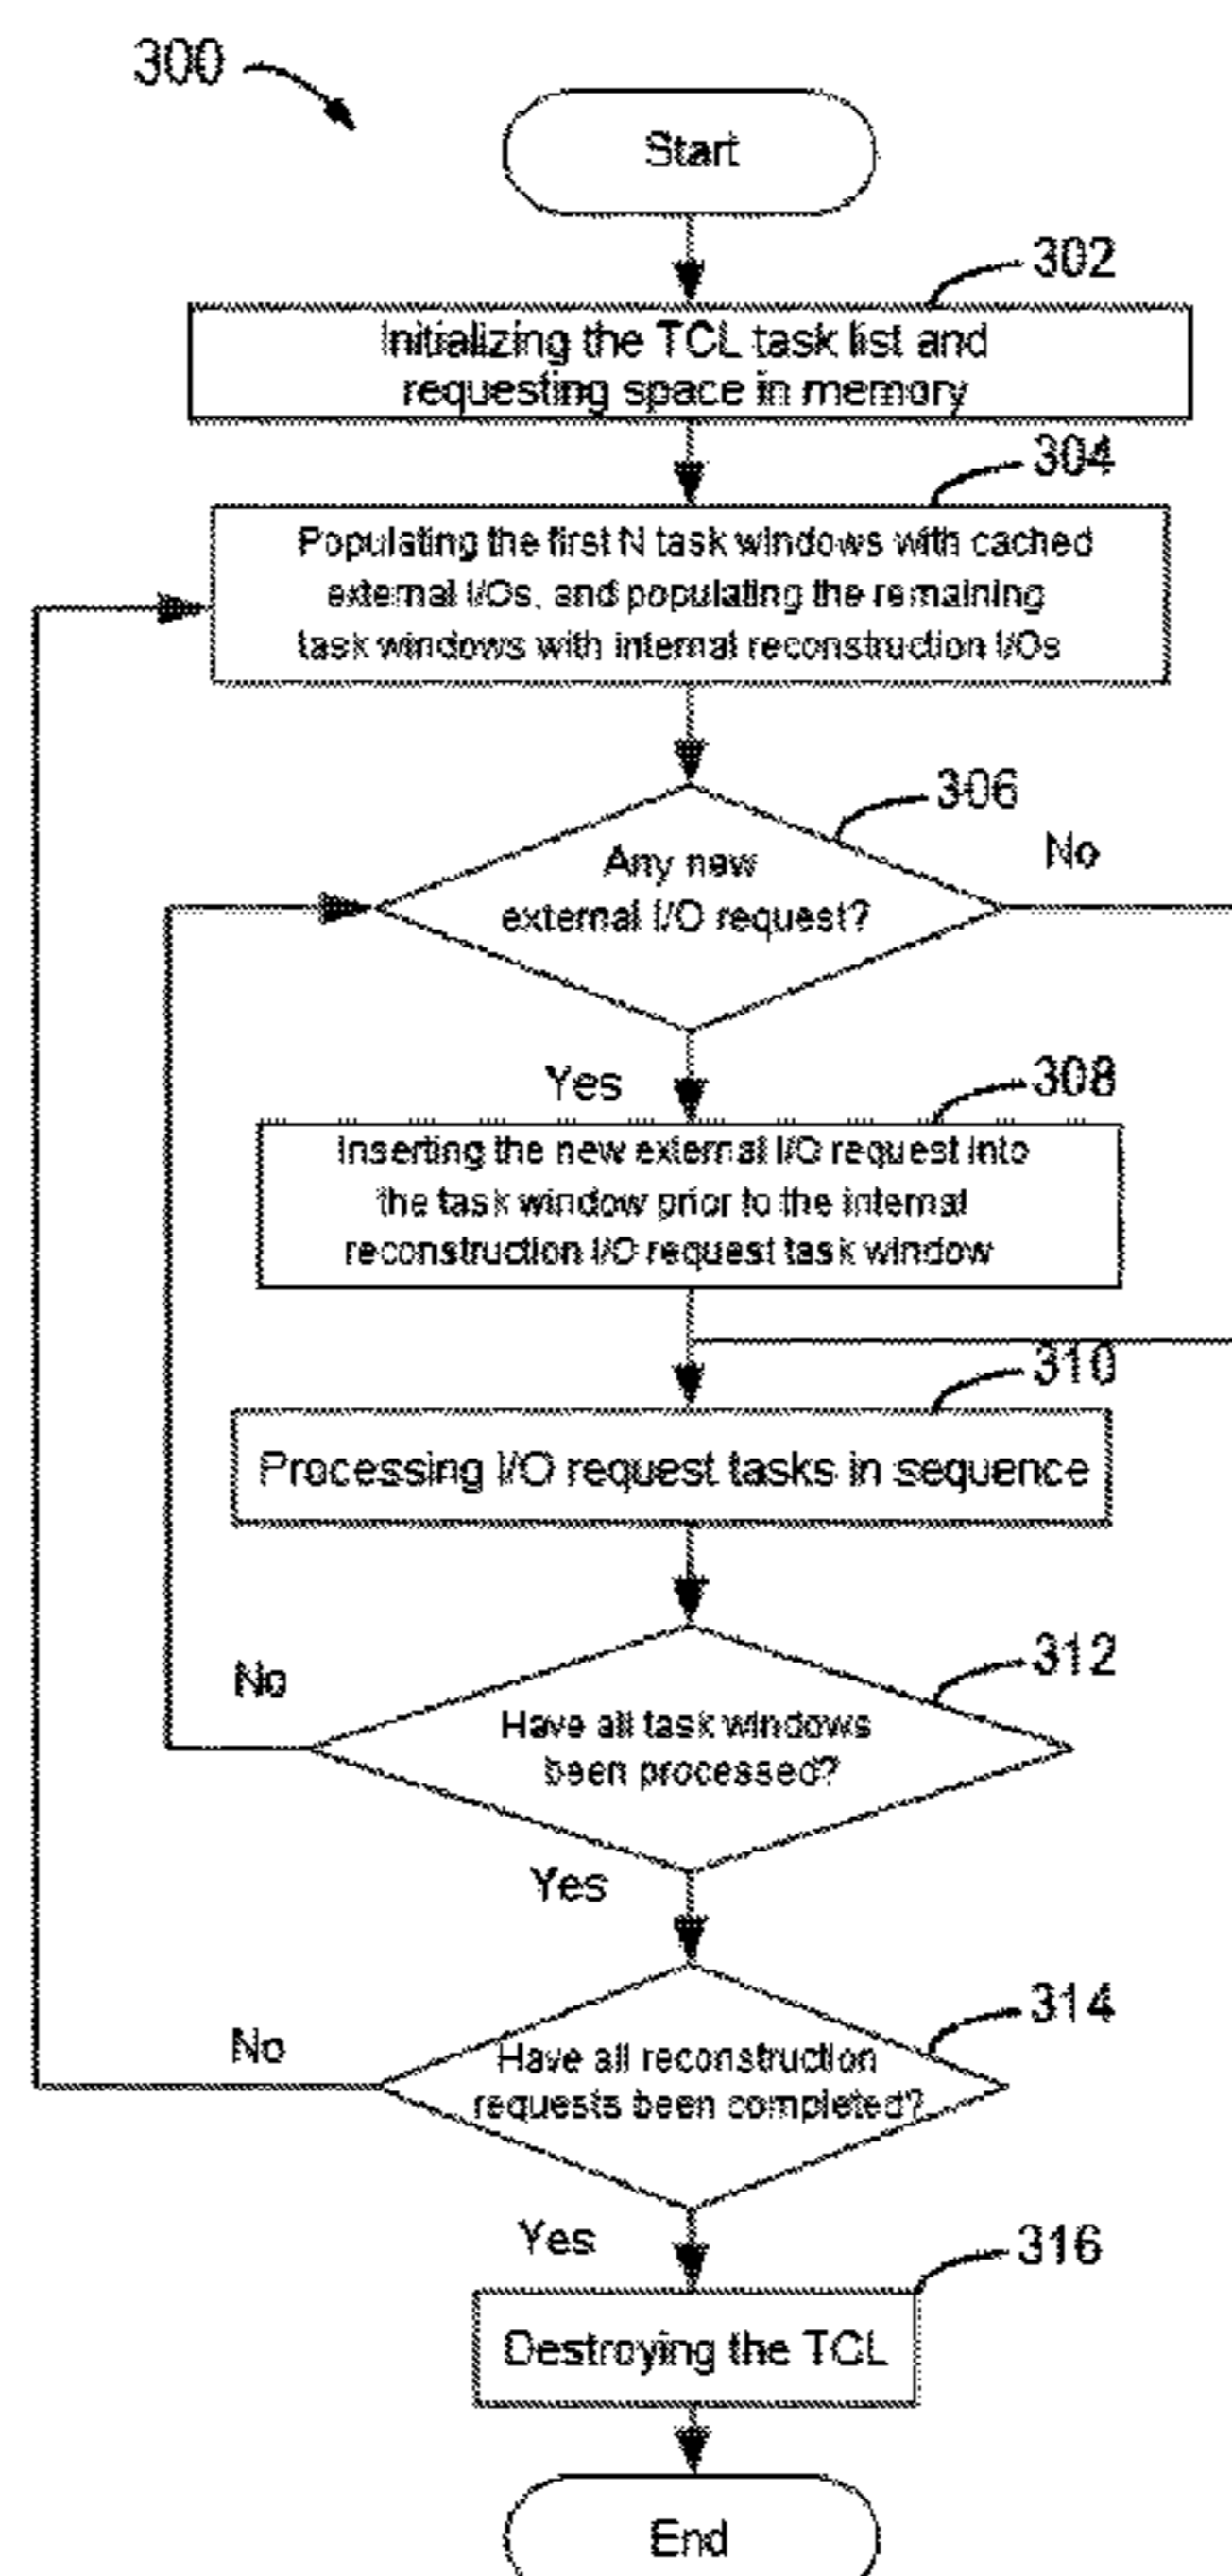 300
Start
302
Initializing the TCL task list and
requesting space in memory
304
Populating the first N task windows with cached
external I/Os, and populating the remaining
task windows with internal reconstruction I/Os
306
Any new
external I/O request?
No
Yes
308
Inserting the new external I/O request into
the task window prior to the internal
reconstruction I/O request task window
310
Processing I/O request tasks in sequence
312
No
Have all task windows
been processed?
Yes
314
No
Have all reconstruction
requests been completed?
Yes
316
Destroying the TCL
End